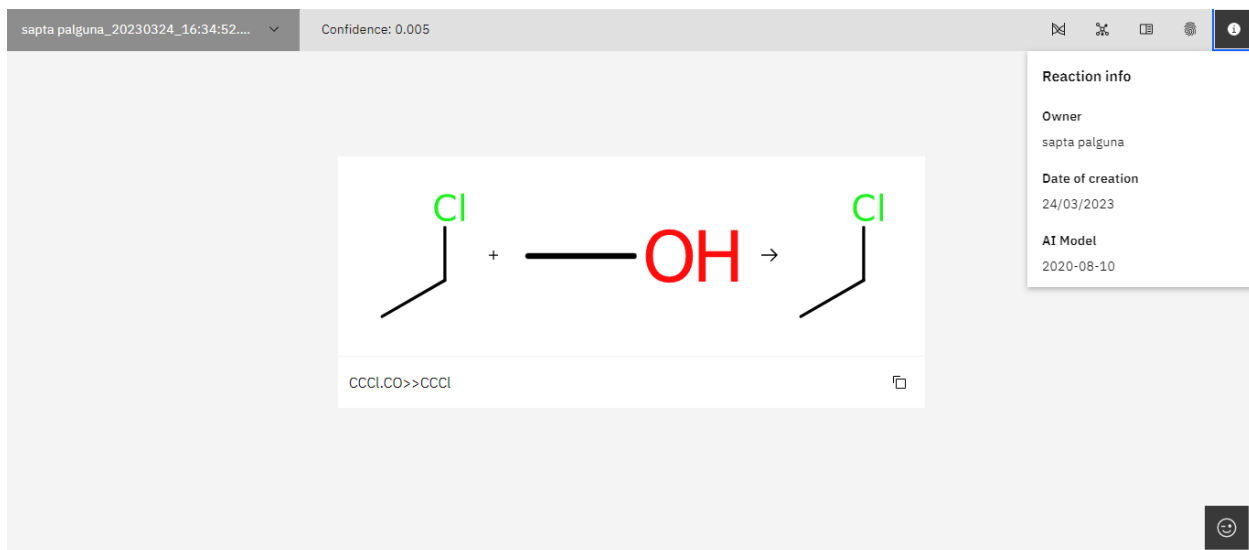 sapta palguna_20230324_16:34:52....
Confidence: 0.005
Reaction info
Owner
sapta palguna
Date of creation
24/03/2023
AI Model
2020-08-10
Cl
+
OH
→
Cl
CCCl.CO>>CCCl